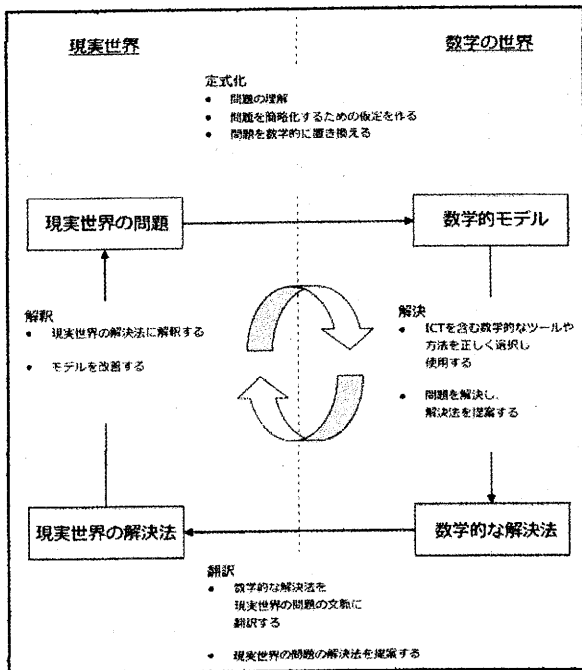 現実世界
数学の世界
定式化
• 問題の理解
• 問題を簡略化するための仮定を作る
• 問題を数学的に置き換える
現実世界の問題
数学的モデル
解釈
• 現実世界の解決法に解釈する
• モデルを改善する
解決
• ICTを含む数学的なツールや
方法を正しく選択し
使用する
• 問題を解決し、
解決法を提案する
現実世界の解決法
数学的な解決法
翻訳
• 数学的な解決法を
現実世界の問題の文脈に
翻訳する
• 現実世界の問題の解決法を提案する